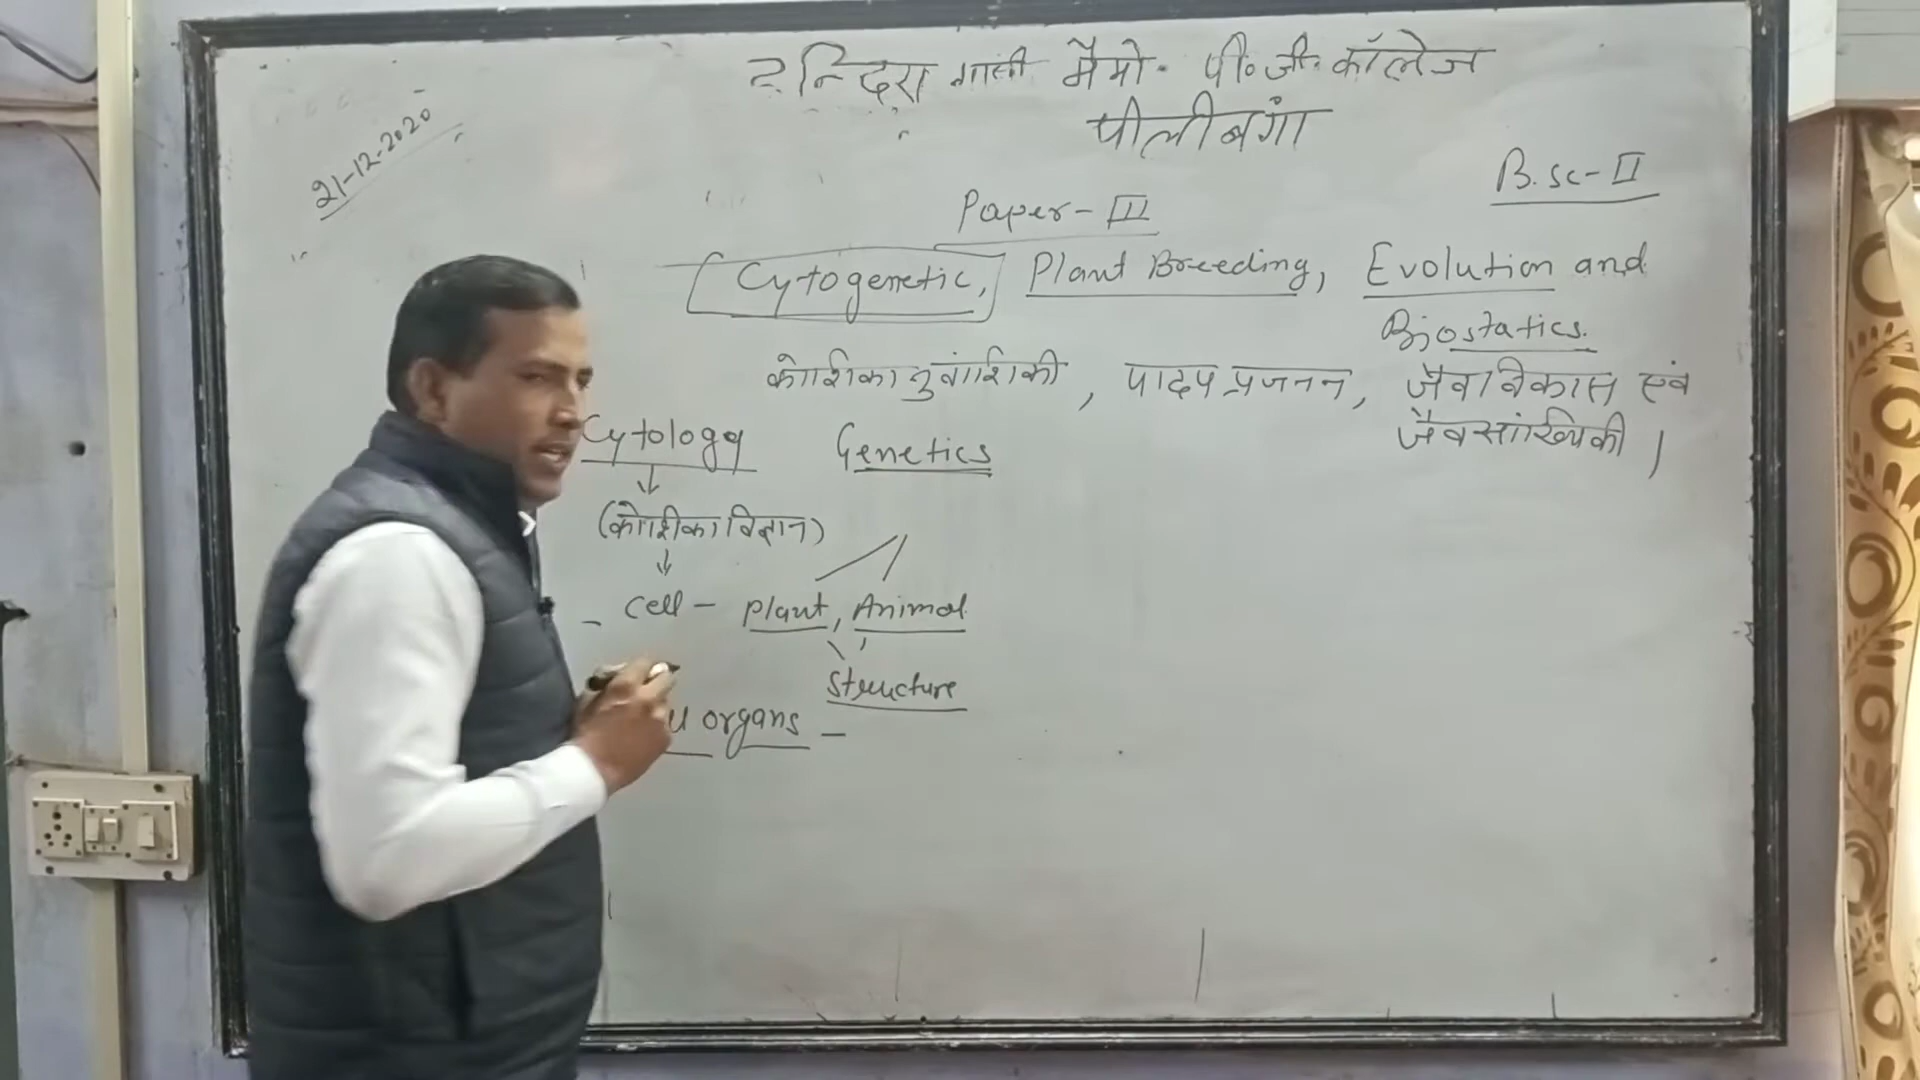 इन्दिरा गांधी मैमो. पी. जी. कॉलेज
पीलीबंगा
21-12-2020
B.sc-II
Paper-III
Cytogenetic, Plant Breeding, Evolution and
Biostatics.
कोशिकानुवांशिकी, पादप प्रजनन, जैवविकास एवं
जैवसांख्यिकी |
Cytology Genetics
(कोशिका विज्ञान)
- cell - plant, Animal
structure
organs -